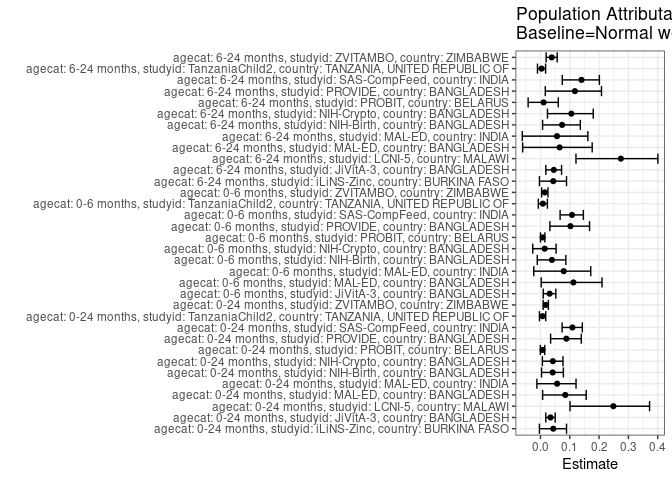 Population Attributa
Baseline=Normal w
agecat: 6-24 months, studyid: ZVITAMBO, country: ZIMBABWE
agecat: 6-24 months, studyid: TanzaniaChild2, country: TANZANIA, UNITED REPUBLIC OF
agecat: 6-24 months, studyid: SAS-CompFeed, country: INDIA
agecat: 6-24 months, studyid: PROVIDE, country: BANGLADESH
agecat: 6-24 months, studyid: PROBIT, country: BELARUS
agecat: 6-24 months, studyid: NIH-Crypto, country: BANGLADESH
agecat: 6-24 months, studyid: NIH-Birth, country: BANGLADESH
agecat: 6-24 months, studyid: MAL-ED, country: INDIA
agecat: 6-24 months, studyid: MAL-ED, country: BANGLADESH
agecat: 6-24 months, studyid: LCNI-5, country: MALAWI
agecat: 6-24 months, studyid: JiVitA-3, country: BANGLADESH
agecat: 6-24 months, studyid: iLiNS-Zinc, country: BURKINA FASO
agecat: 0-6 months, studyid: ZVITAMBO, country: ZIMBABWE
agecat: 0-6 months, studyid: TanzaniaChild2, country: TANZANIA, UNITED REPUBLIC OF
agecat: 0-6 months, studyid: SAS-CompFeed, country: INDIA
agecat: 0-6 months, studyid: PROVIDE, country: BANGLADESH
agecat: 0-6 months, studyid: PROBIT, country: BELARUS
agecat: 0-6 months, studyid: NIH-Crypto, country: BANGLADESH
agecat: 0-6 months, studyid: NIH-Birth, country: BANGLADESH
agecat: 0-6 months, studyid: MAL-ED, country: INDIA
agecat: 0-6 months, studyid: MAL-ED, country: BANGLADESH
agecat: 0-6 months, studyid: JiVitA-3, country: BANGLADESH
agecat: 0-24 months, studyid: ZVITAMBO, country: ZIMBABWE
agecat: 0-24 months, studyid: TanzaniaChild2, country: TANZANIA, UNITED REPUBLIC OF
agecat: 0-24 months, studyid: SAS-CompFeed, country: INDIA
agecat: 0-24 months, studyid: PROVIDE, country: BANGLADESH
agecat: 0-24 months, studyid: PROBIT, country: BELARUS
agecat: 0-24 months, studyid: NIH-Crypto, country: BANGLADESH
agecat: 0-24 months, studyid: NIH-Birth, country: BANGLADESH
agecat: 0-24 months, studyid: MAL-ED, country: INDIA
agecat: 0-24 months, studyid: MAL-ED, country: BANGLADESH
agecat: 0-24 months, studyid: LCNI-5, country: MALAWI
agecat: 0-24 months, studyid: JiVitA-3, country: BANGLADESH
agecat: 0-24 months, studyid: iLiNS-Zinc, country: BURKINA FASO
0.0 0.1 0.2 0.3 0.4
Estimate